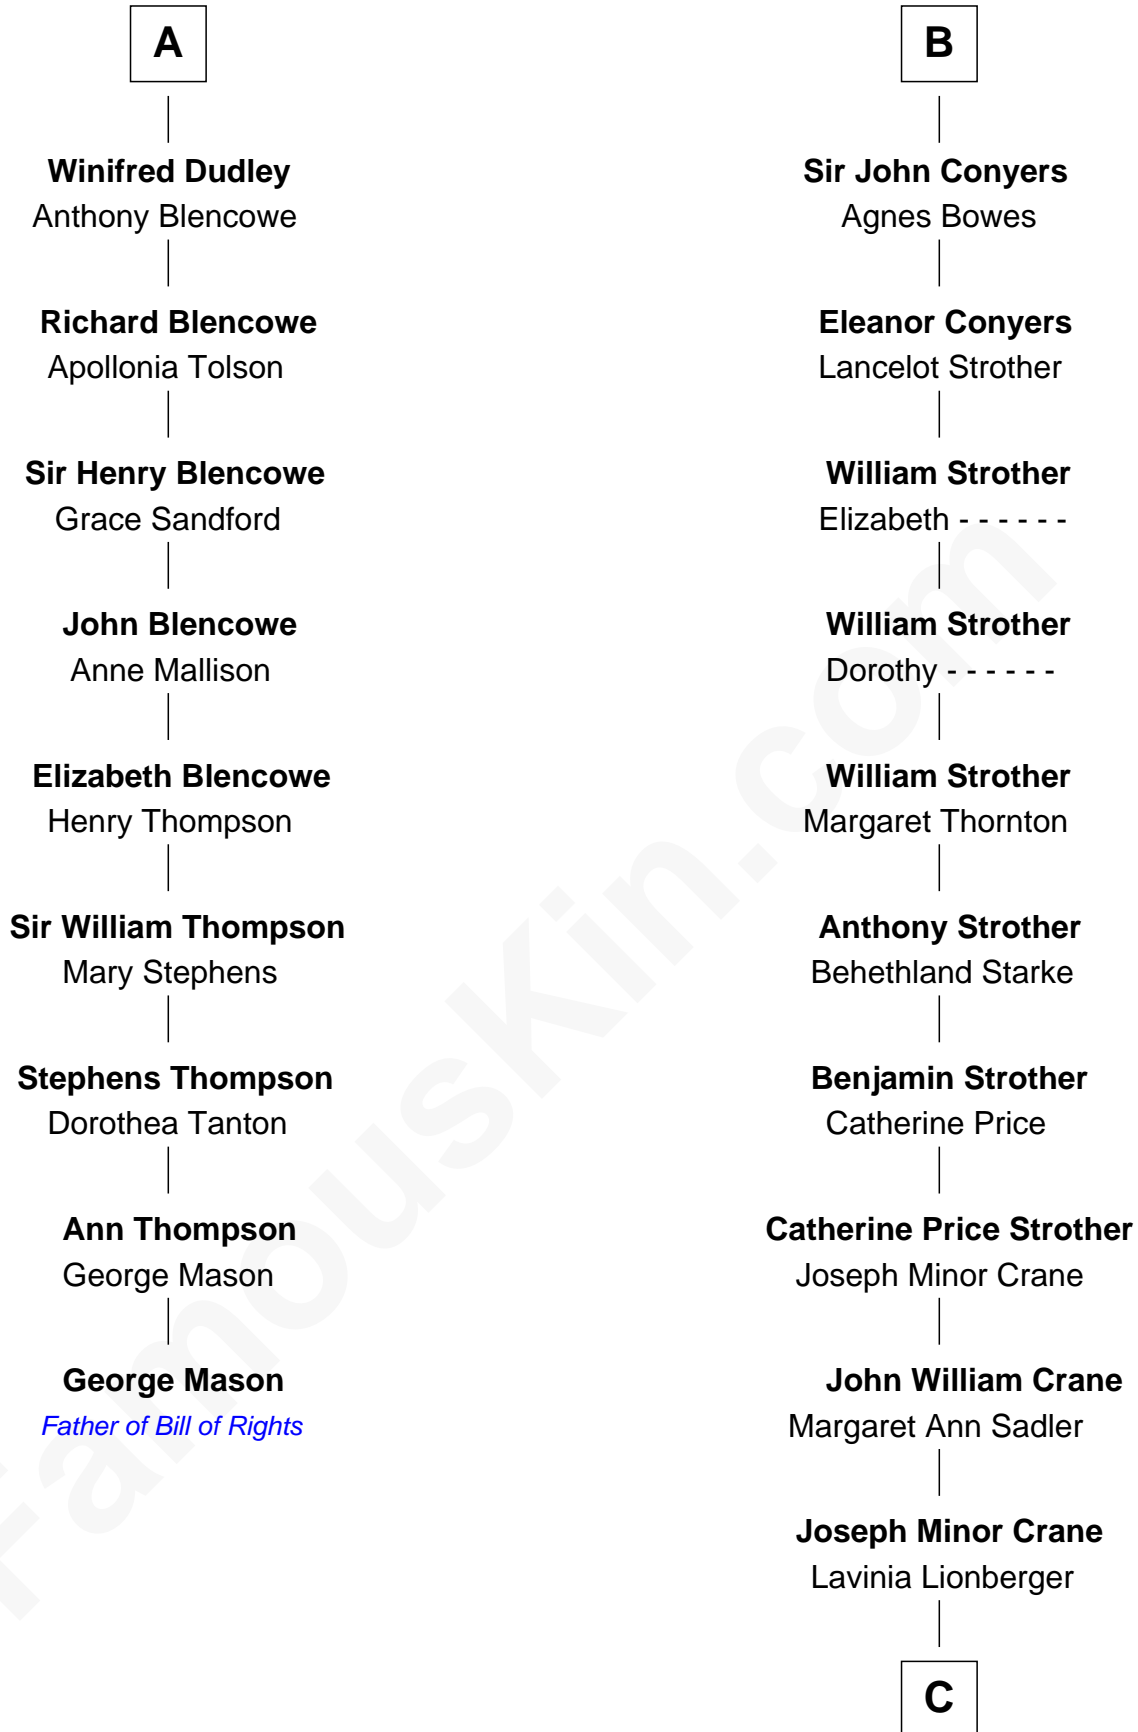 A
Winifred Dudley
Anthony Blencowe
Richard Blencowe
Apollonia Tolson
Sir Henry Blencowe
Grace Sandford
John Blencowe
Anne Mallison
Elizabeth Blencowe
Henry Thompson
Sir William Thompson
Mary Stephens
Stephens Thompson
Dorothea Tanton
Ann Thompson
George Mason
George Mason
Father of Bill of Rights
B
Sir John Conyers
Agnes Bowes
Eleanor Conyers
Lancelot Strother
William Strother
Elizabeth - - - - - -
William Strother
Dorothy - - - - - -
William Strother
Margaret Thornton
Anthony Strother
Behethland Starke
Benjamin Strother
Catherine Price
Catherine Price Strother
Joseph Minor Crane
John William Crane
Margaret Ann Sadler
Joseph Minor Crane
Lavinia Lionberger
C
FamousKin.com